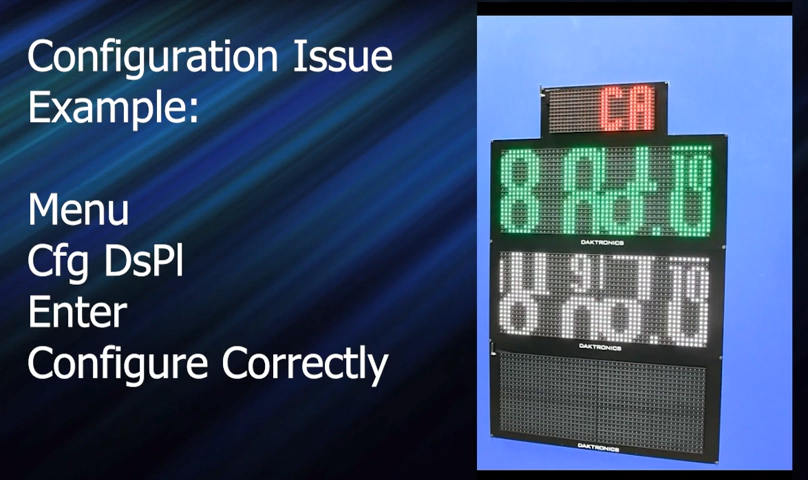 Configuration Issue
Example:
Menu
Cfg DsPl
Enter
Configure Correctly
CA
DAKTRONICS
DAKTRONICS
DAKTRONICS